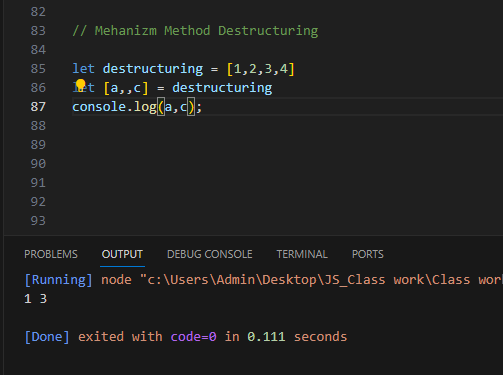 82
83 // Mehanizm Method Destructuring
84
85 let destructuring = [1,2,3,4]
86 let [a,,c] = destructuring
87 console.log(a,c);
88
89
90
91
92
93
PROBLEMS OUTPUT DEBUG CONSOLE TERMINAL PORTS
[Running] node "c:\Users\Admin\Desktop\JS_Class work\Class wor
1 3
[Done] exited with code=0 in 0.111 seconds